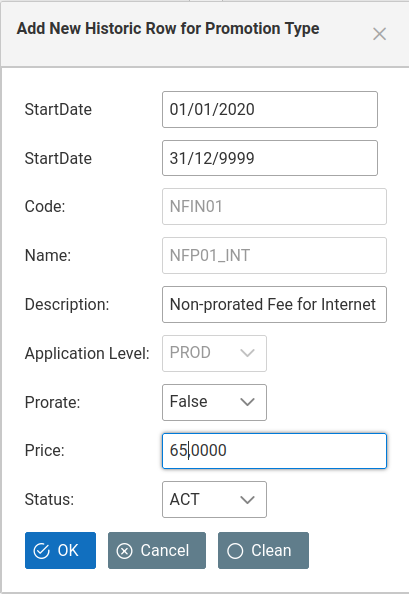 Add New Historic Row for Promotion Type
StartDate 01/01/2020
StartDate 31/12/9999
Code: NFIN01
Name: NFP01_INT
Description: Non-prorated Fee for Internet
Application Level: PROD
Prorate: False
Price: 65.0000
Status: ACT
OK Cancel Clean